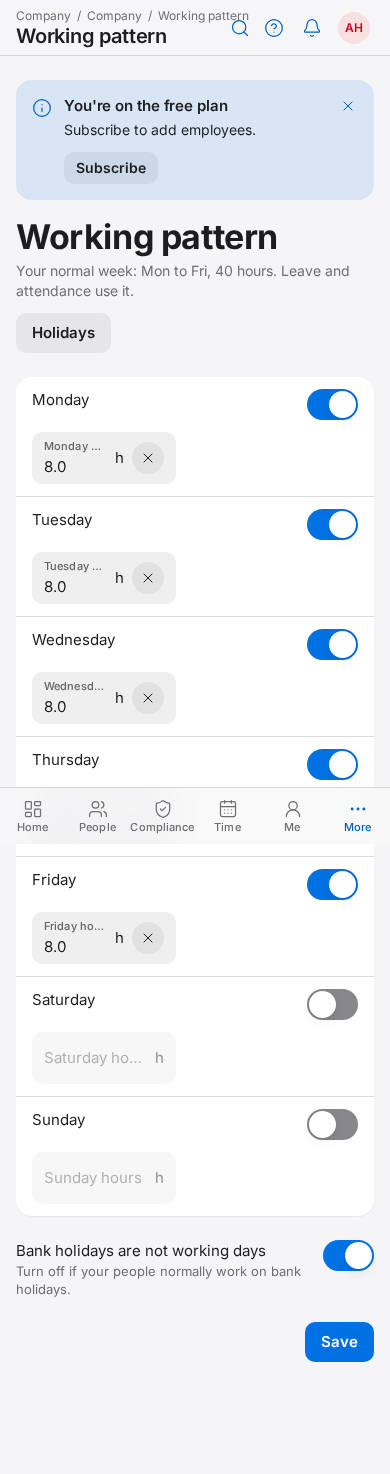 Company / Company / Working pattern
Working pattern
AH
You're on the free plan
Subscribe to add employees.
Subscribe
Working pattern
Your normal week: Mon to Fri, 40 hours. Leave and
attendance use it.
Holidays
Monday
Monday ...
8.0 h
Tuesday
Tuesday ...
8.0 h
Wednesday
Wednesd...
8.0 h
Thursday
Home People Compliance Time Me More
Friday
Friday ho...
8.0 h
Saturday
Saturday ho... h
Sunday
Sunday hours h
Bank holidays are not working days
Turn off if your people normally work on bank
holidays.
Save